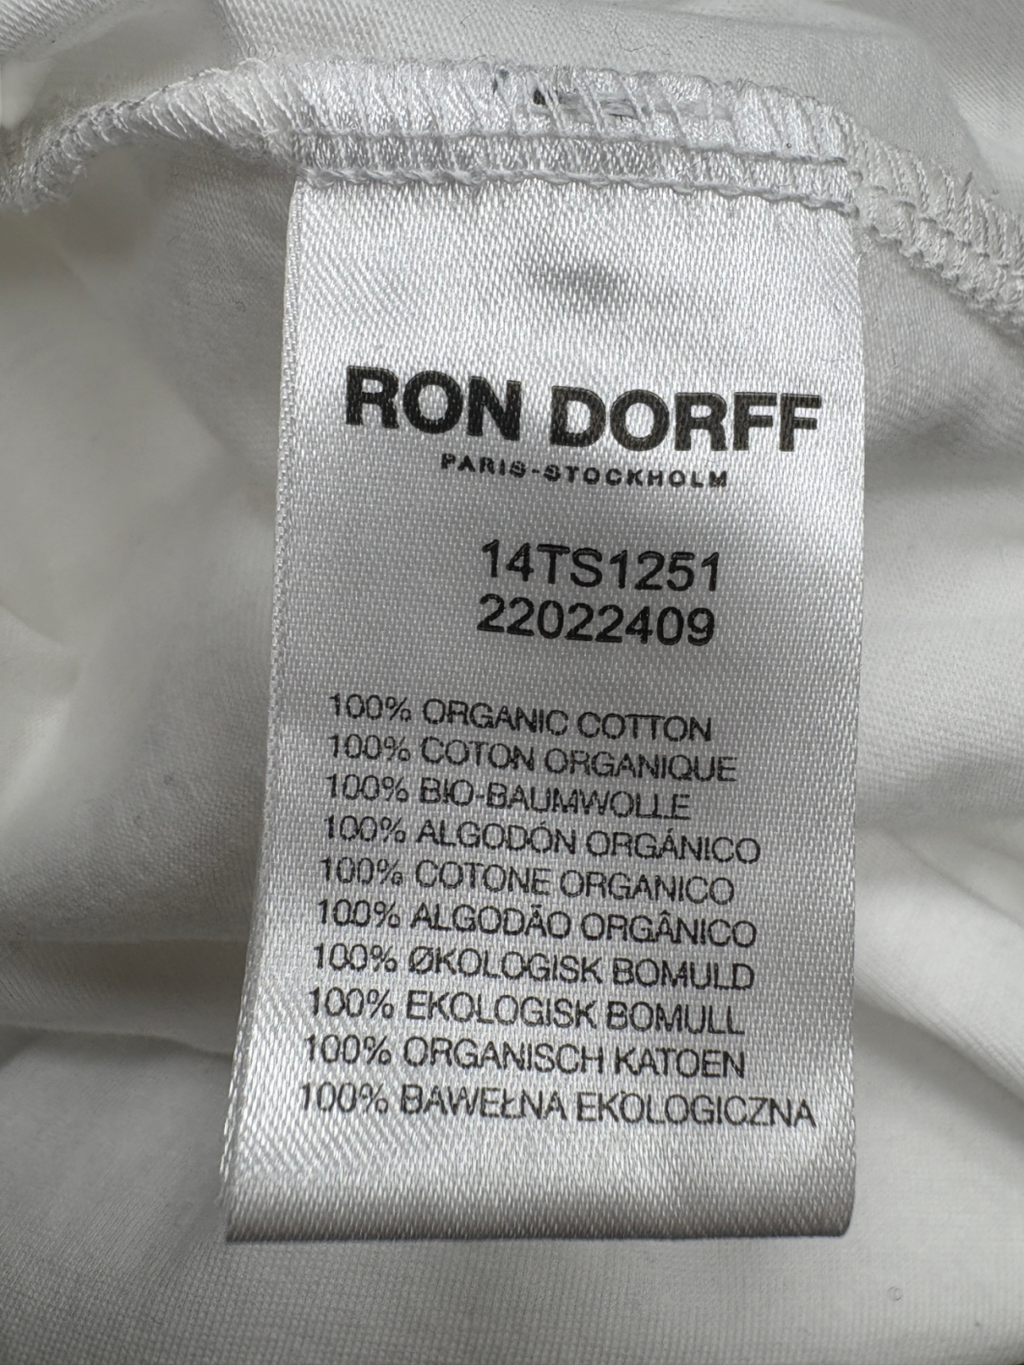 RON DORFF
PARIS-STOCKHOLM
14TS1251
22022409
100% ORGANIC COTTON
100% COTON ORGANIQUE
100% BIO-BAUMWOLLE
100% ALGODÓN ORGÁNICO
100% COTONE ORGANICO
100% ALGODÃO ORGÂNICO
100% ØKOLOGISK BOMULD
100% EKOLOGISK BOMULL
100% ORGANISCH KATOEN
100% BAWEŁNA EKOLOGICZNA